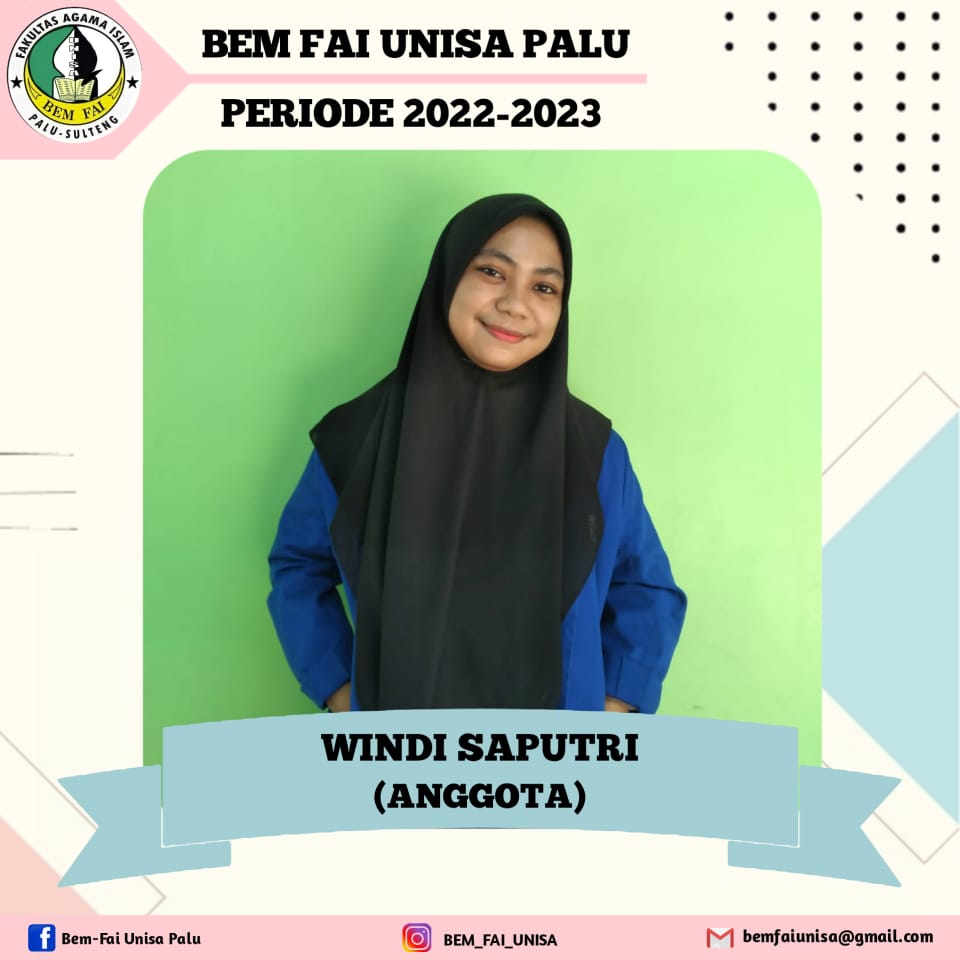 FAKULTAS AGAMA ISLAM
BEM FAI
PALU-SULTENG
BEM FAI UNISA PALU
PERIODE 2022-2023
WINDI SAPUTRI
(ANGGOTA)
Bem-Fai Unisa Palu
BEM_FAI_UNISA
bemfaiunisa@gmail.com